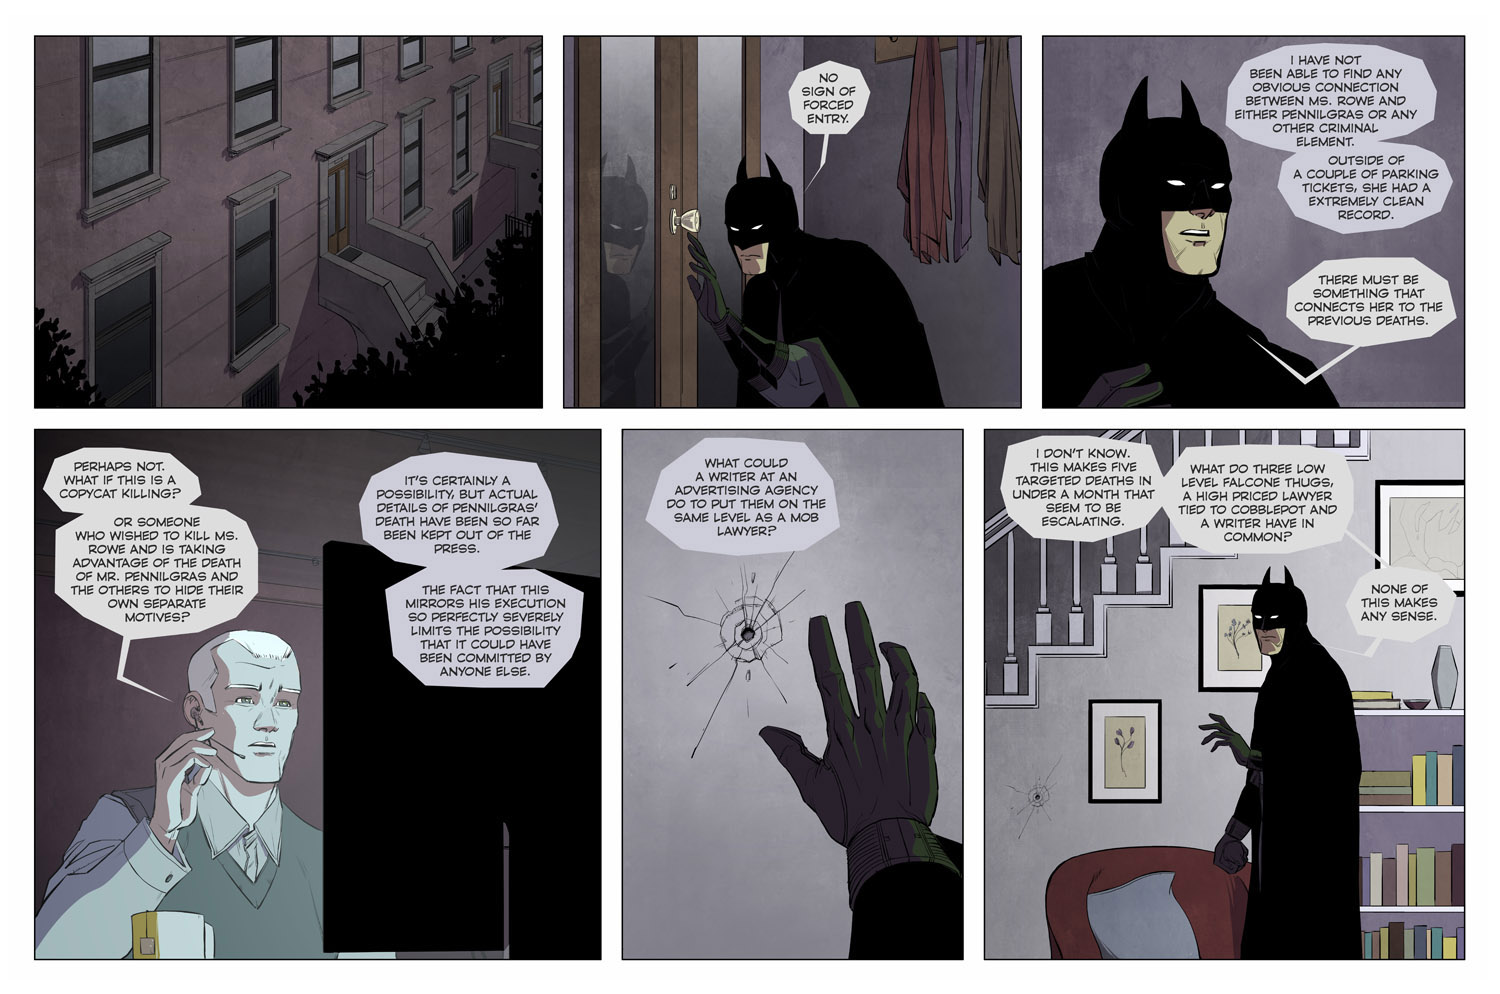 NO
SIGN OF
FORCED
ENTRY.
I HAVE NOT
BEEN ABLE TO FIND ANY
OBVIOUS CONNECTION
BETWEEN MS. ROWE AND
EITHER PENNILGRAS OR ANY
OTHER CRIMINAL
ELEMENT.
OUTSIDE OF
A COUPLE OF PARKING
TICKETS, SHE HAD A
EXTREMELY CLEAN
RECORD.
THERE MUST BE
SOMETHING THAT
CONNECTS HER TO THE
PREVIOUS DEATHS.
PERHAPS NOT.
WHAT IF THIS IS A
COPYCAT KILLING?
OR SOMEONE
WHO WISHED TO KILL MS.
ROWE AND IS TAKING
ADVANTAGE OF THE DEATH
OF MR. PENNILGRAS AND
THE OTHERS TO HIDE THEIR
OWN SEPARATE
MOTIVES?
IT'S CERTAINLY A
POSSIBILITY, BUT ACTUAL
DETAILS OF PENNILGRAS'
DEATH HAVE BEEN SO FAR
BEEN KEPT OUT OF THE
PRESS.
THE FACT THAT THIS
MIRRORS HIS EXECUTION
SO PERFECTLY SEVERELY
LIMITS THE POSSIBILITY
THAT IT COULD HAVE
BEEN COMMITTED BY
ANYONE ELSE.
WHAT COULD
A WRITER AT AN
ADVERTISING AGENCY
DO TO PUT THEM ON THE
SAME LEVEL AS A MOB
LAWYER?
I DON'T KNOW.
THIS MAKES FIVE
TARGETED DEATHS IN
UNDER A MONTH THAT
SEEM TO BE
ESCALATING.
WHAT DO THREE LOW
LEVEL FALCONE THUGS,
A HIGH PRICED LAWYER
TIED TO COBBLEPOT AND
A WRITER HAVE IN
COMMON?
NONE OF
THIS MAKES
ANY SENSE.